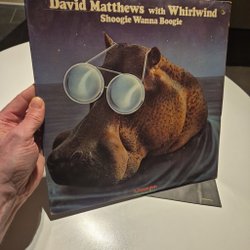 David Matthews with Whirlwind
Shoogie Wanna Boogie